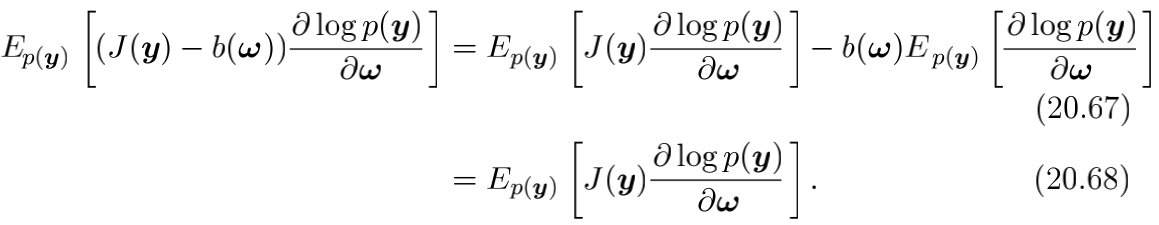 E_{p(𝒚)} [ (J(𝒚) − b(𝝎)) ∂ log p(𝒚) / ∂𝝎 ] = E_{p(𝒚)} [ J(𝒚) ∂ log p(𝒚) / ∂𝝎 ] − b(𝝎)E_{p(𝒚)} [ ∂ log p(𝒚) / ∂𝝎 ]
(20.67)
= E_{p(𝒚)} [ J(𝒚) ∂ log p(𝒚) / ∂𝝎 ] . (20.68)